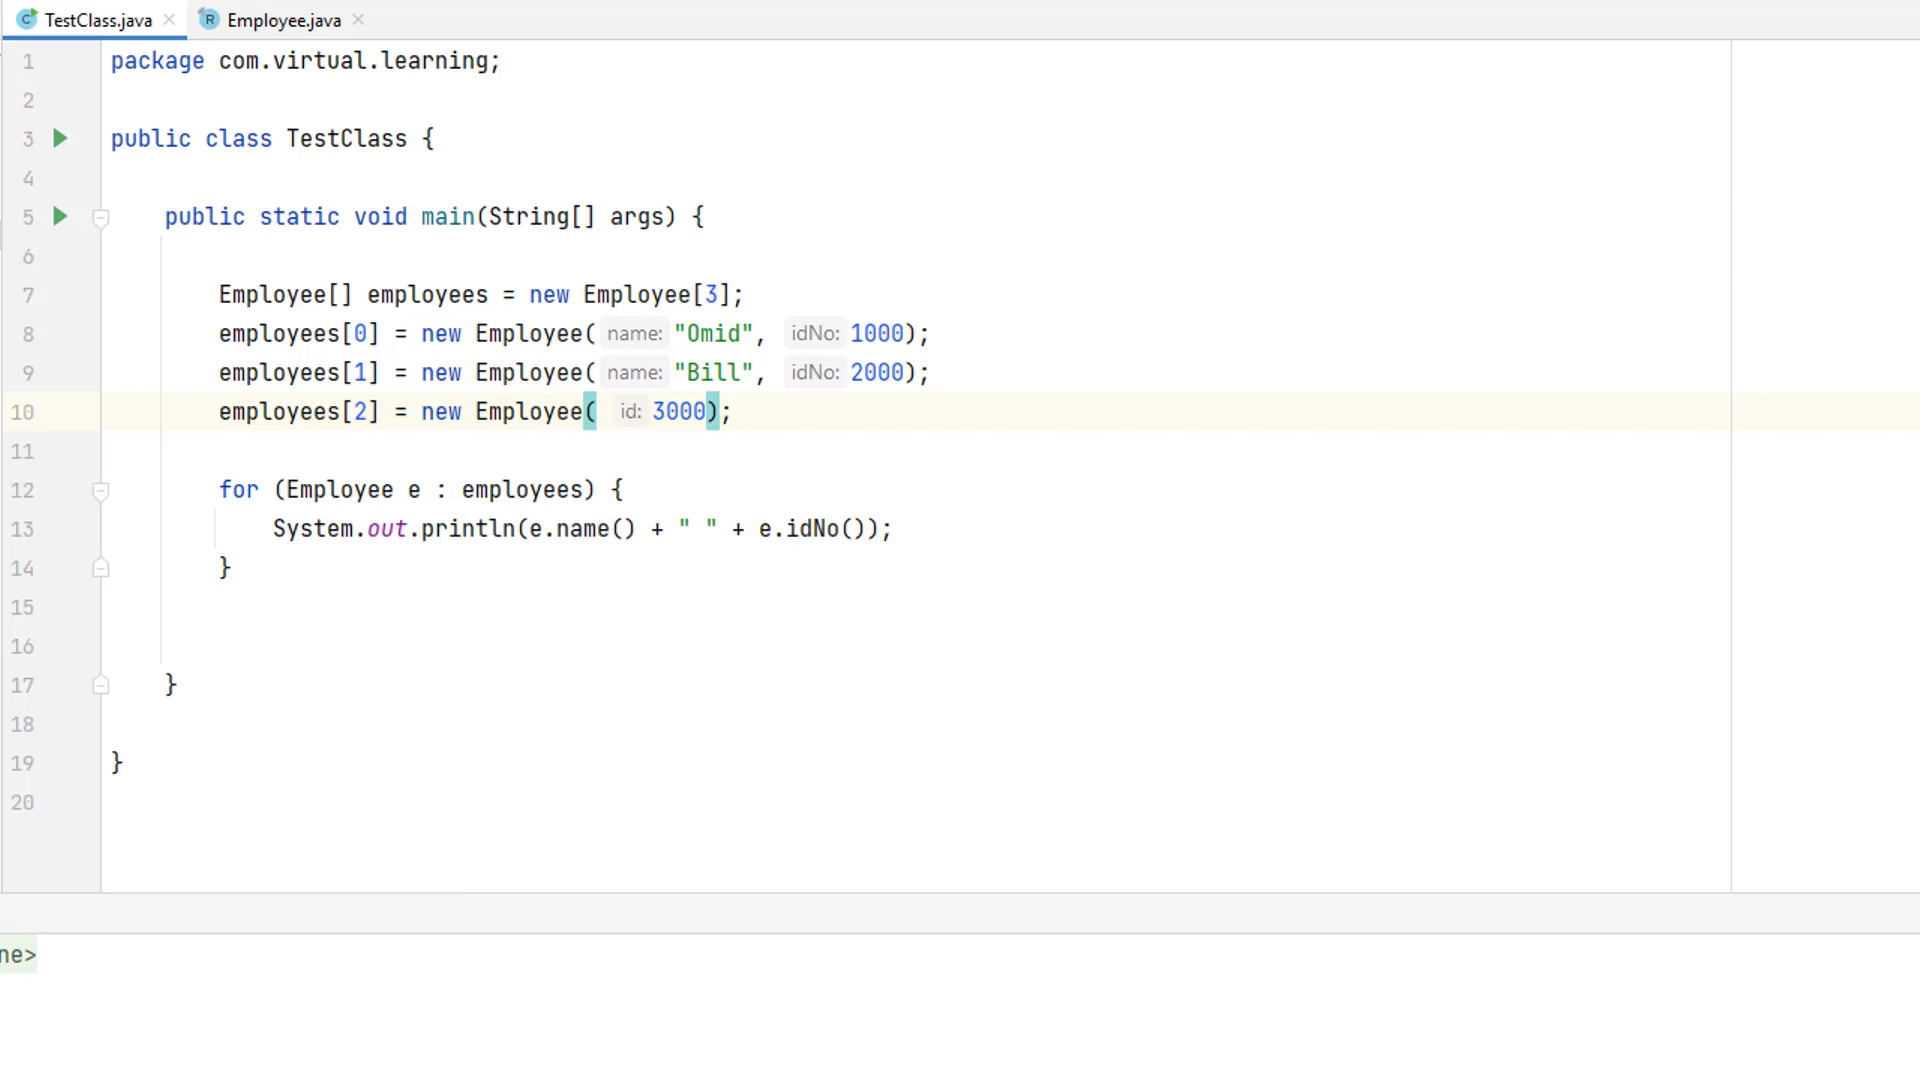 TestClass.java Employee.java
1 package com.virtual.learning;
2
3 public class TestClass {
4
5 public static void main(String[] args) {
6
7 Employee[] employees = new Employee[3];
8 employees[0] = new Employee( name: "Omid", idNo: 1000);
9 employees[1] = new Employee( name: "Bill", idNo: 2000);
10 employees[2] = new Employee( id: 3000);
11
12 for (Employee e : employees) {
13 System.out.println(e.name() + " " + e.idNo());
14 }
15
16
17 }
18
19 }
20
ne>